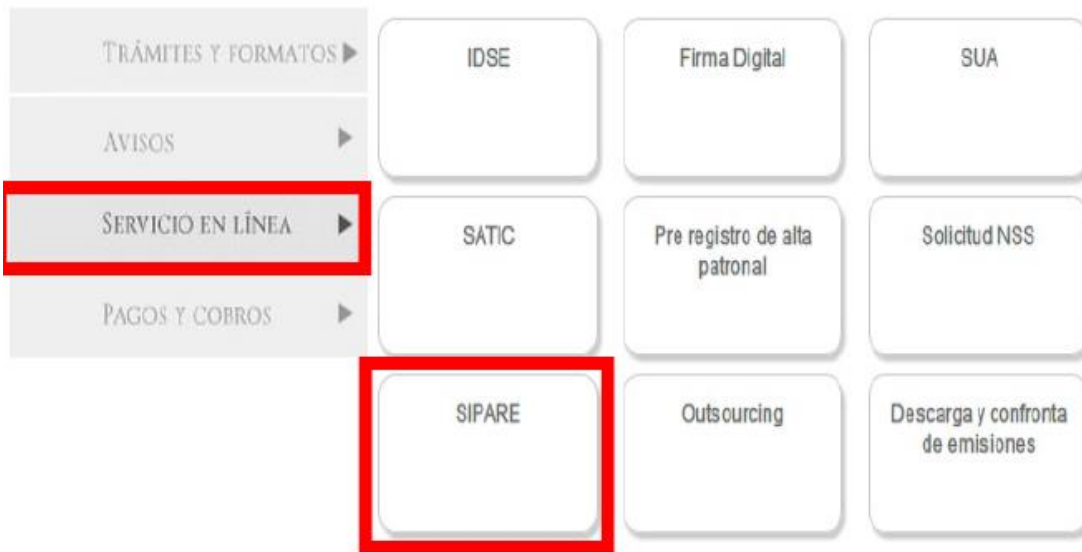 TRÁMITES Y FORMATOS
AVISOS
SERVICIO EN LÍNEA
PAGOS Y COBROS
IDSE
Firma Digital
SUA
SATIC
Pre registro de alta
patronal
Solicitud NSS
SIPARE
Outsourcing
Descarga y confronta
de emisiones